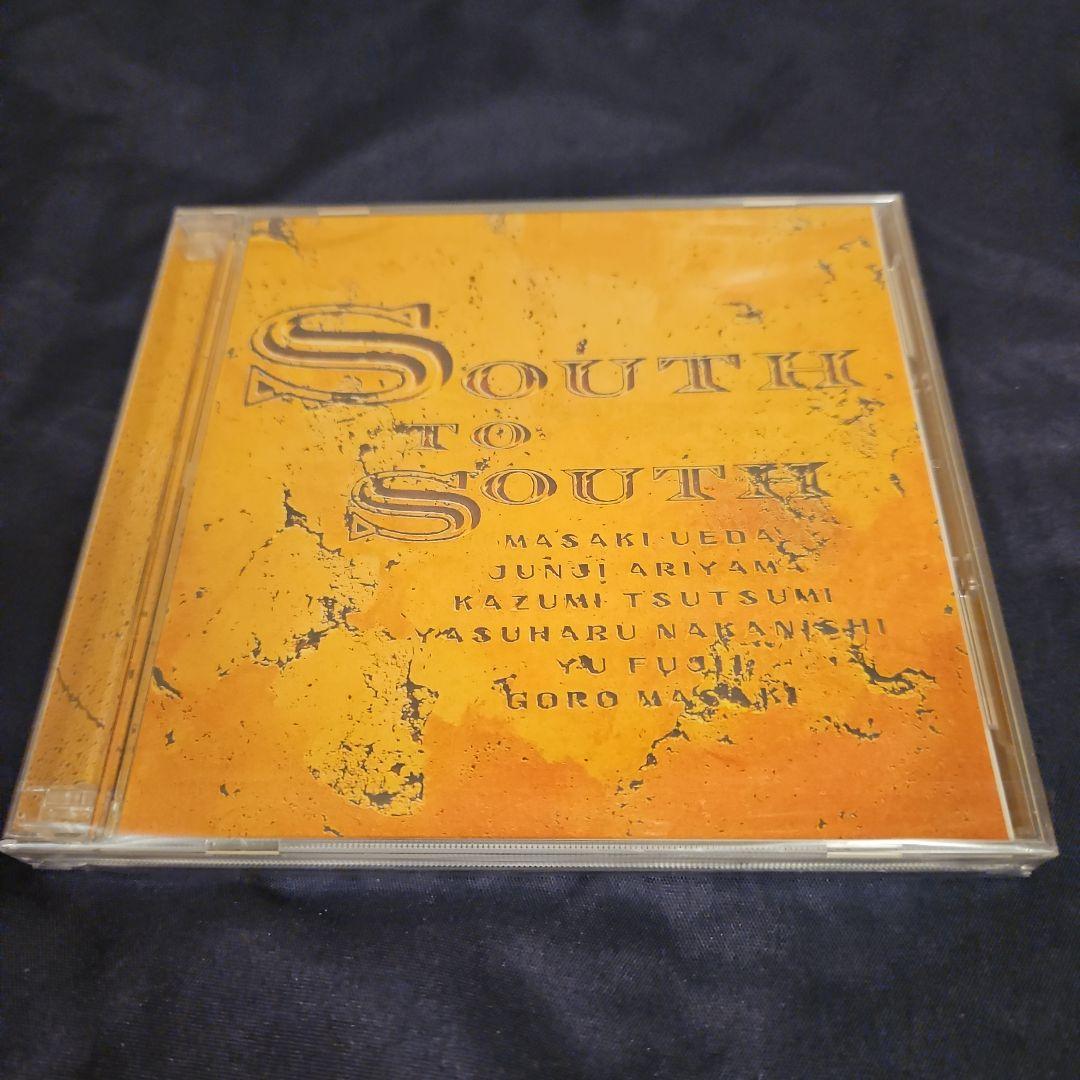 SOUTH
TO
SOUTH
MASAKI UEDA
JUNJI ARIYAMA
KAZUMI TSUTSUMI
YASUHARU NAKANISHI
YU FUJII
GORO MASAKI